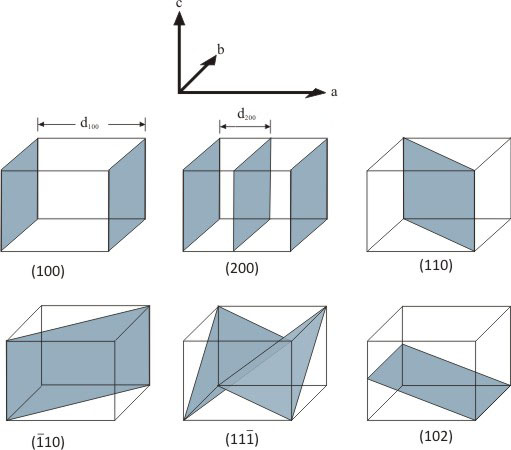 c
b
a
d₁₀₀
d₂₀₀
(100)
(200)
(110)
(1̅10)
(111̅)
(102)